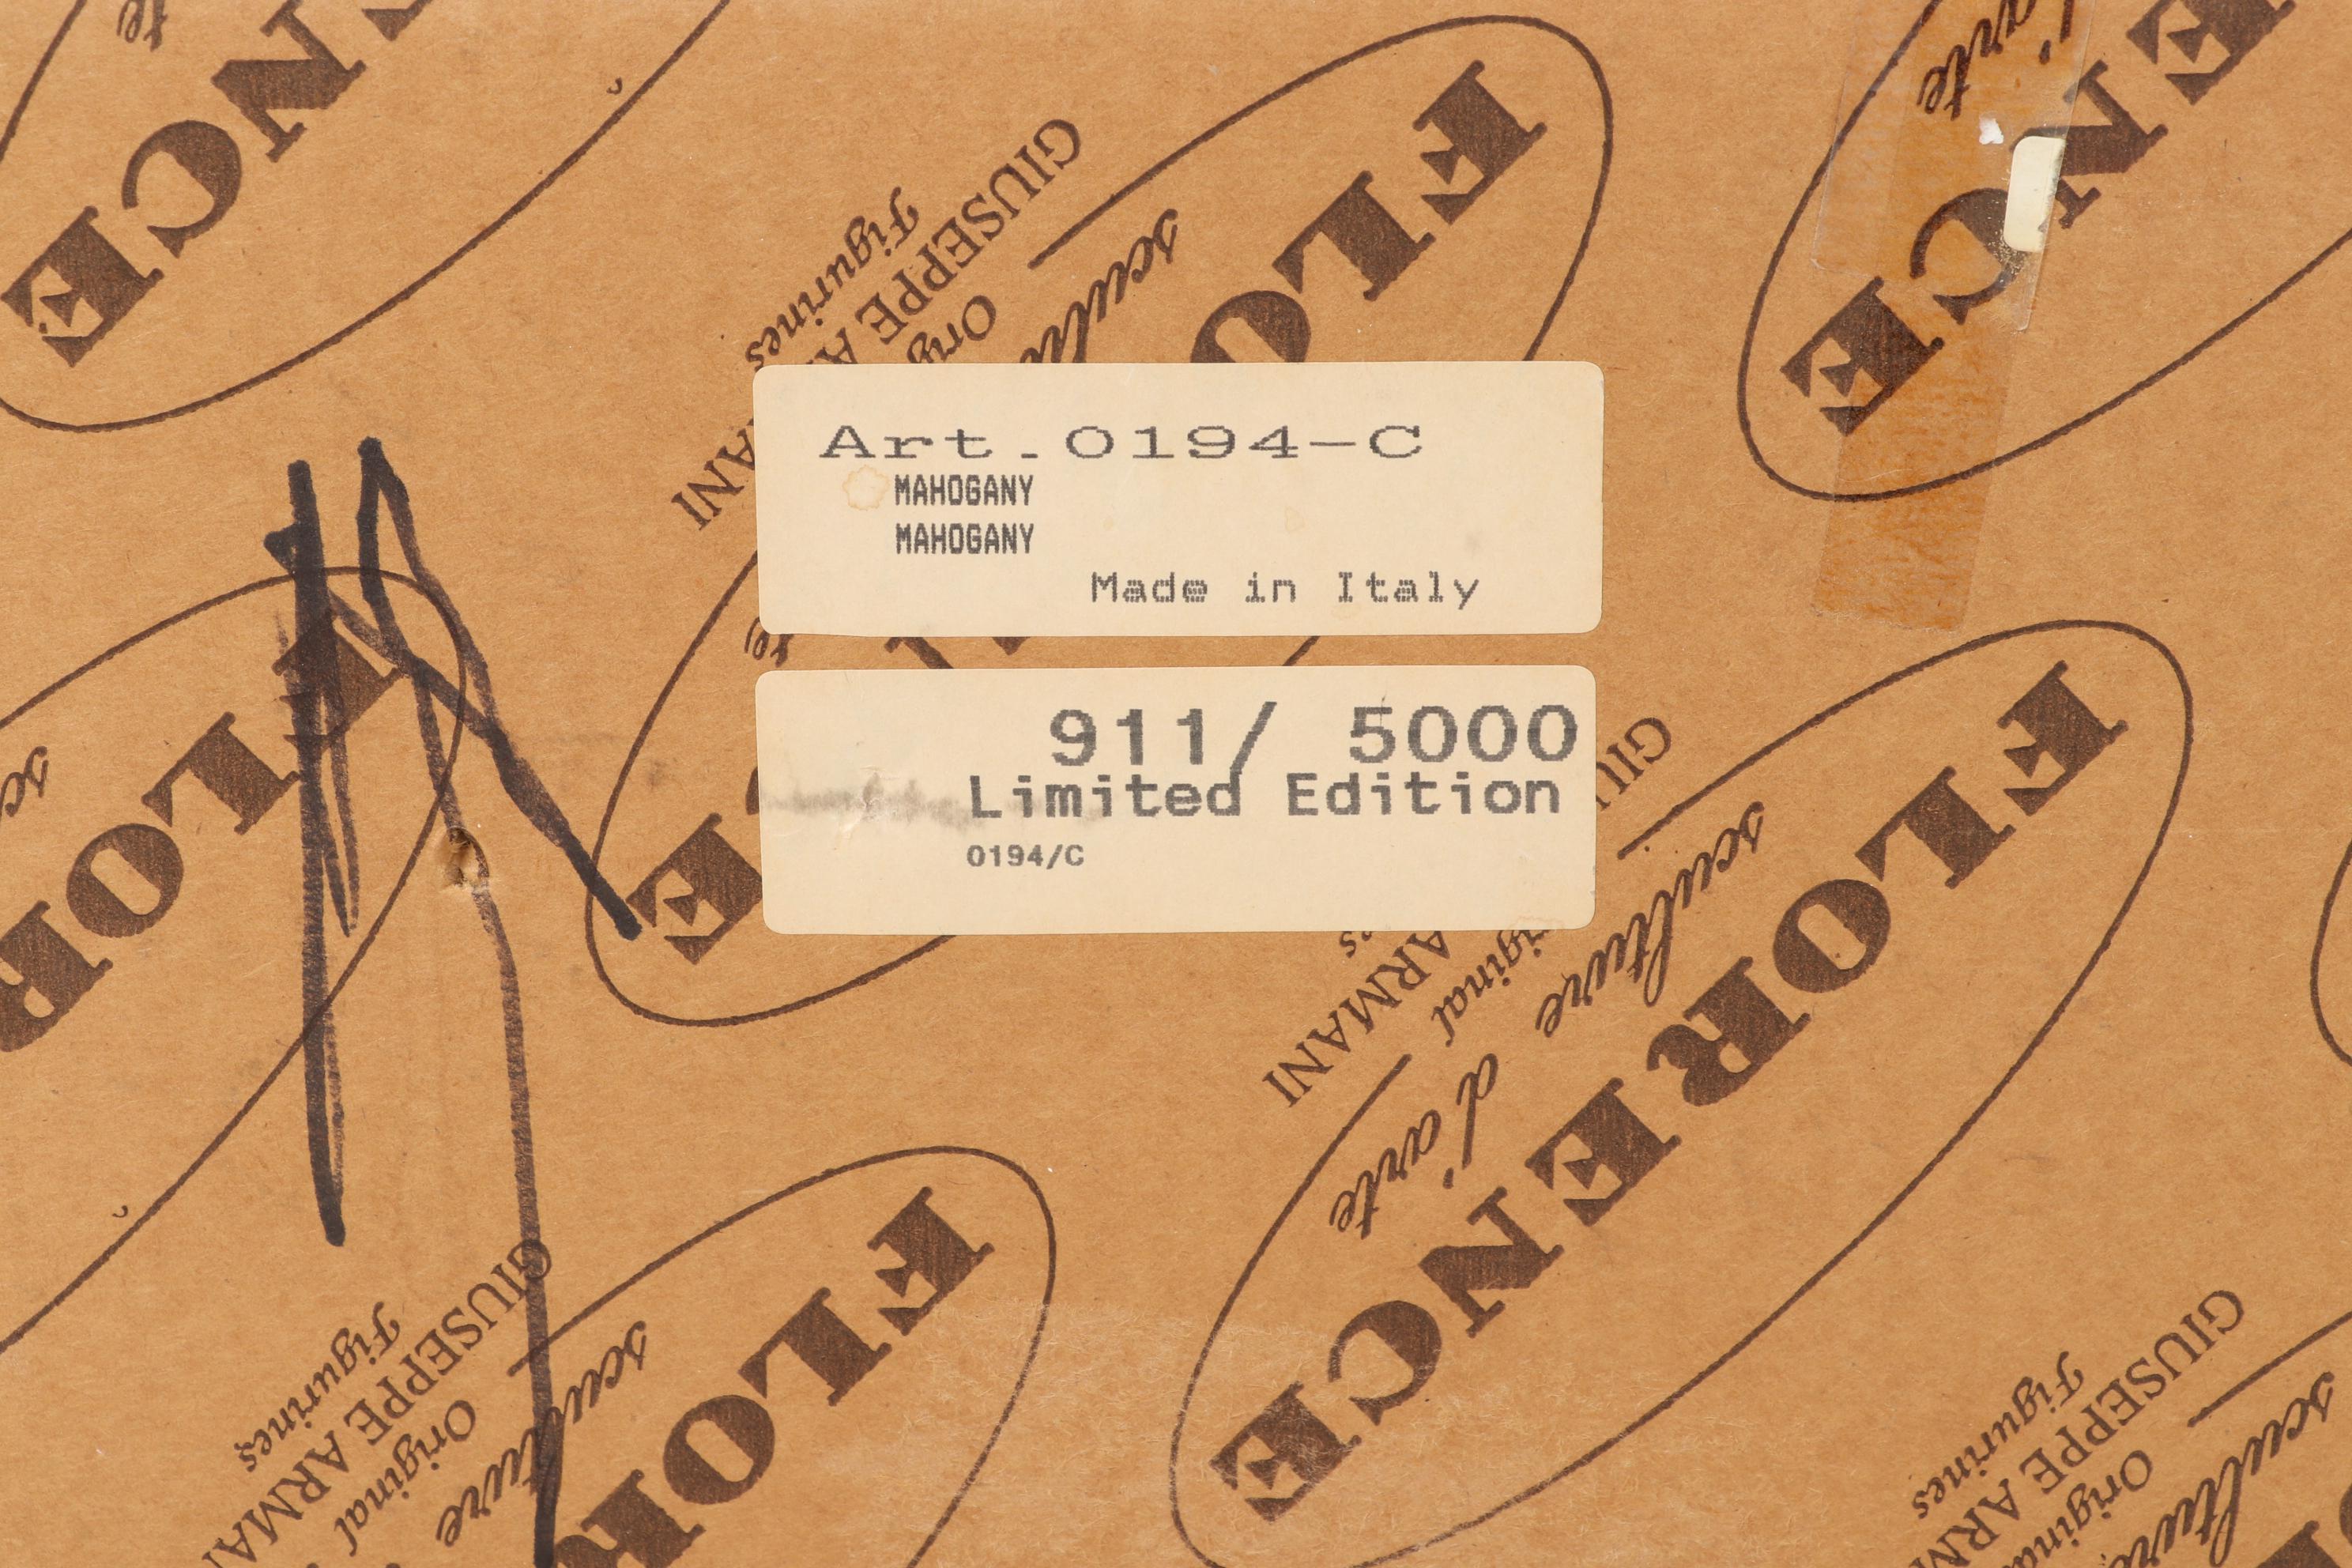 Art.0194-C
MAHOGANY
MAHOGANY
Made in Italy
911/ 5000
Limited Edition
0194/C
FLORENCE
sculture d'arte
Original
GIUSEPPE ARMANI
Figurines